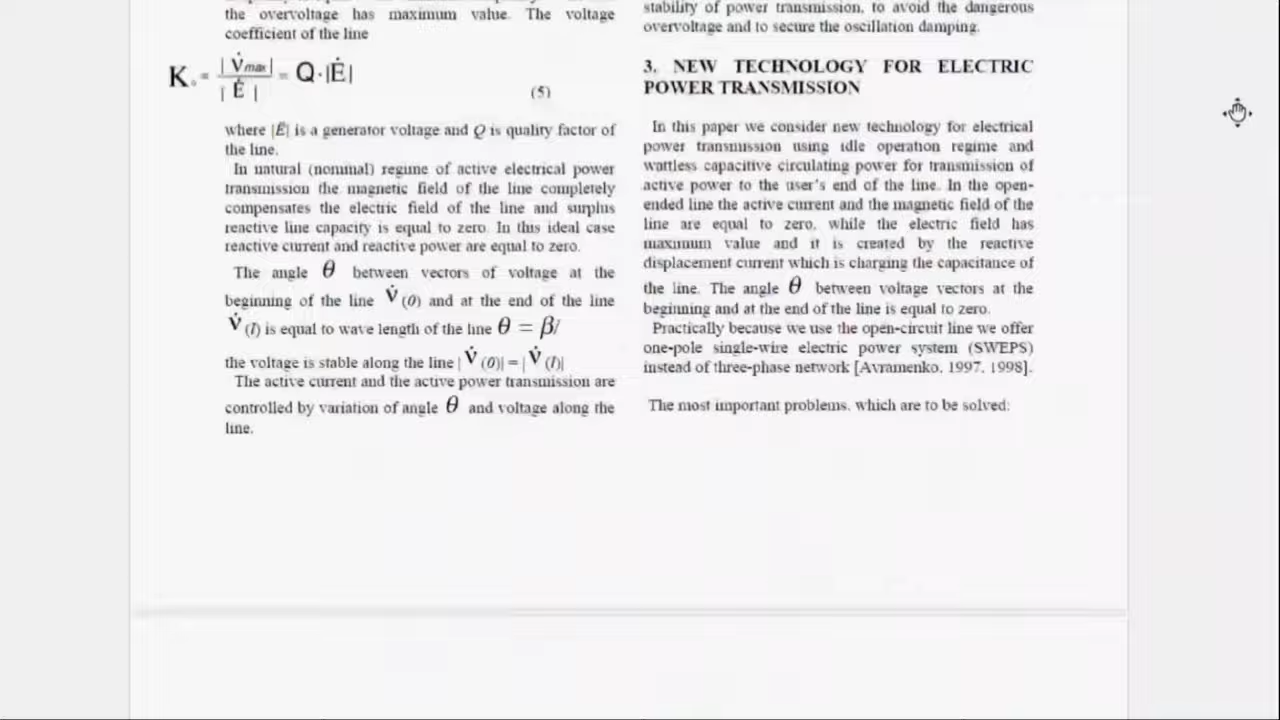 the overvoltage has maximum value. The voltage
coefficient of the line
K = | V̇max | / | Ė | = Q·|Ė| (5)
where |Ė| is a generator voltage and Q is quality factor of
the line.
In natural (nominal) regime of active electrical power
transmission the magnetic field of the line completely
compensates the electric field of the line and surplus
reactive line capacity is equal to zero. In this ideal case
reactive current and reactive power are equal to zero.
The angle θ between vectors of voltage at the
beginning of the line V̇ (0) and at the end of the line
V̇ (l) is equal to wave length of the line θ = βl
the voltage is stable along the line | V̇ (0)| = | V̇ (l)|
The active current and the active power transmission are
controlled by variation of angle θ and voltage along the
line.
stability of power transmission, to avoid the dangerous
overvoltage and to secure the oscillation damping.
3. NEW TECHNOLOGY FOR ELECTRIC
POWER TRANSMISSION
In this paper we consider new technology for electrical
power transmission using idle operation regime and
wattless capacitive circulating power for transmission of
active power to the user's end of the line. In the open-
ended line the active current and the magnetic field of the
line are equal to zero, while the electric field has
maximum value and it is created by the reactive
displacement current which is charging the capacitance of
the line. The angle θ between voltage vectors at the
beginning and at the end of the line is equal to zero.
Practically because we use the open-circuit line we offer
one-pole single-wire electric power system (SWEPS)
instead of three-phase network [Avramenko, 1997, 1998].
The most important problems, which are to be solved: